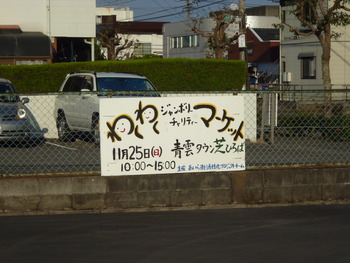 わくわく ジャンボリー
チャリティー マーケット
11月25日(日) 青雲タウン芝ひろば
10:00〜15:00 主催